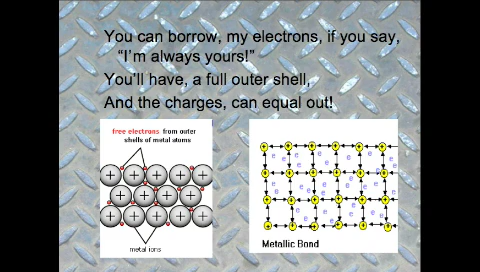 You can borrow, my electrons, if you say,
"I'm always yours!"
You'll have, a full outer shell,
And the charges, can equal out!
free electrons from outer
shells of metal atoms
+ + + + +
+ + + +
+ + + + +
metal ions
e e e e e
e e e e e
e e e e e
Metallic Bond